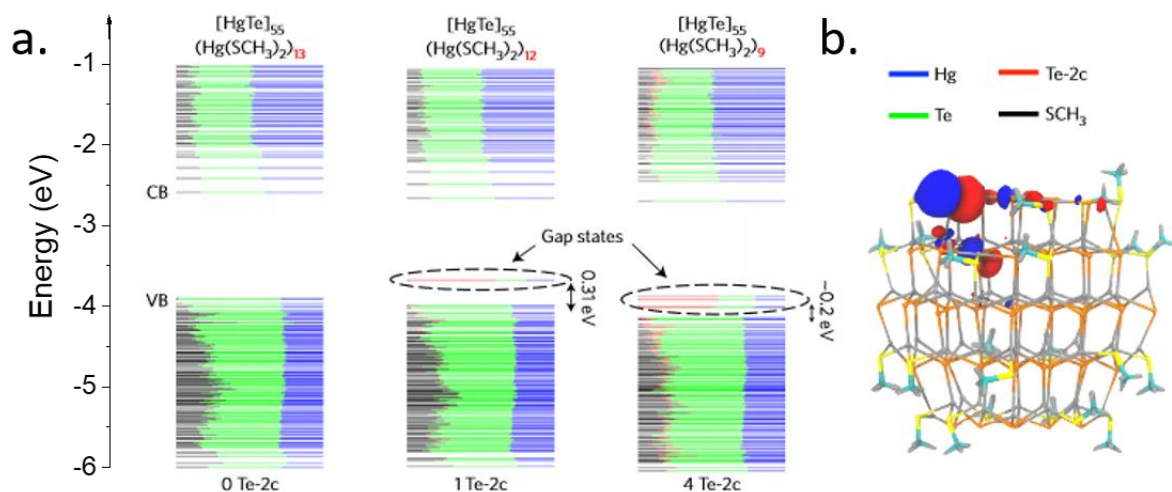 a.
Energy (eV)
-1
-2
-3
-4
-5
-6
CB
VB
[HgTe]₅₅
(Hg(SCH₃)₂)₁₃
0 Te-2c
[HgTe]₅₅
(Hg(SCH₃)₂)₁₂
1 Te-2c
[HgTe]₅₅
(Hg(SCH₃)₂)₉
4 Te-2c
Gap states
0.31 eV
~0.2 eV
b.
Hg
Te-2c
Te
SCH₃